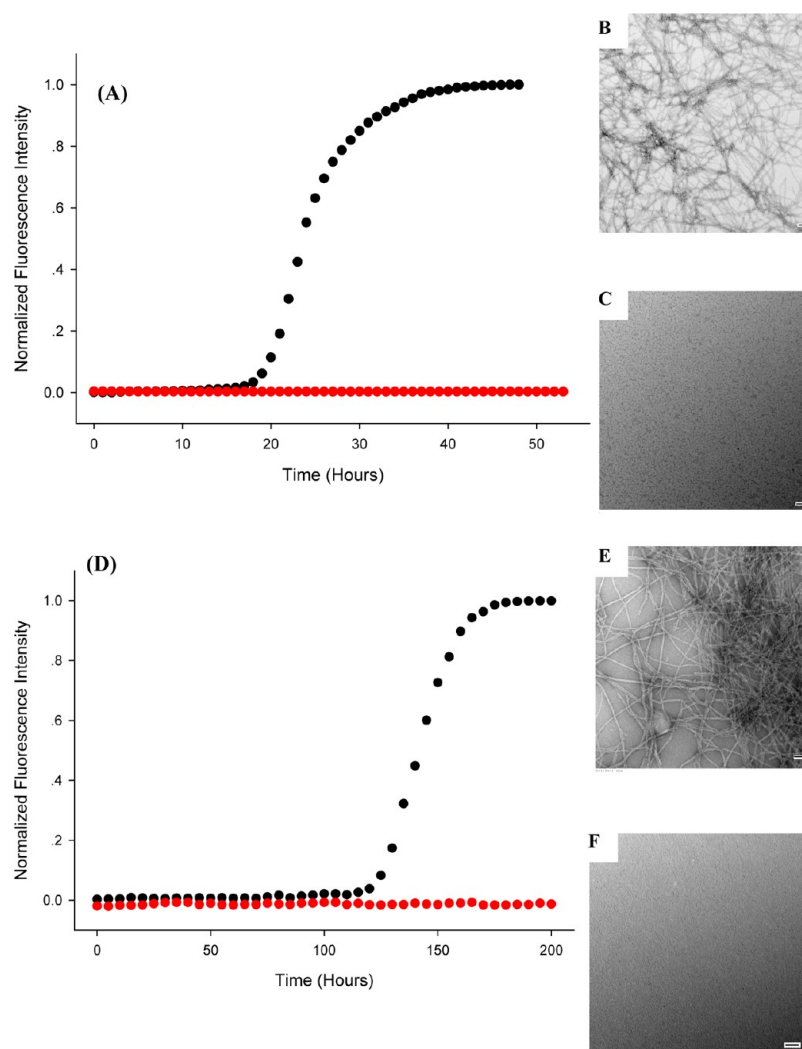 (A)
Normalized Fluorescence Intensity
1.0
.8
.6
.4
.2
0.0
0 10 20 30 40 50
Time (Hours)
B
C
(D)
Normalized Fluorescence Intensity
1.0
.8
.6
.4
.2
0.0
0 50 100 150 200
Time (Hours)
E
F